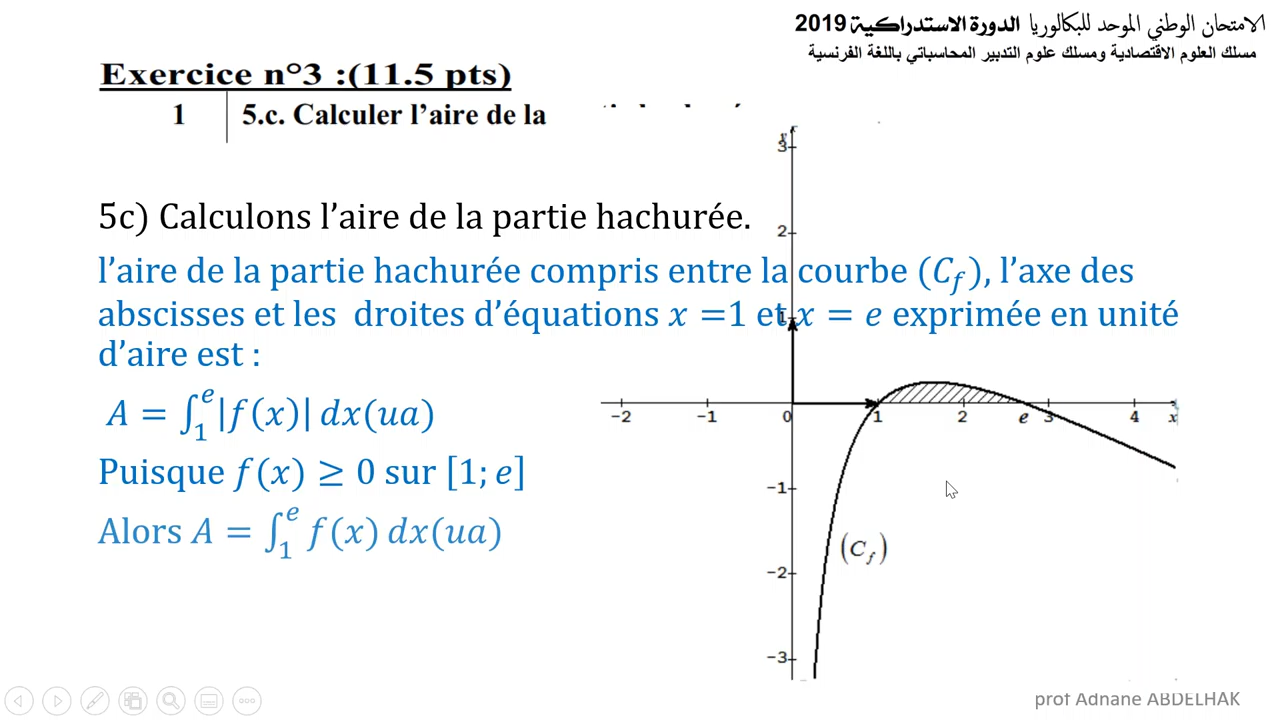 الامتحان الوطني الموحد للبكالوريا الدورة الاستدراكية 2019
مسلك العلوم الاقتصادية ومسلك علوم التدبير المحاسباتي باللغة الفرنسية
Exercice n°3 :(11.5 pts)
1 5.c. Calculer l’aire de la
5c) Calculons l’aire de la partie hachurée.
l’aire de la partie hachurée compris entre la courbe (C_f), l’axe des
abscisses et les droites d’équations x =1 et x = e exprimée en unité
d’aire est :
A = ∫₁ᵉ|f(x)| dx(ua)
Puisque f(x) ≥ 0 sur [1; e]
Alors A = ∫₁ᵉ f(x) dx(ua)
y
3
2
1
-2 -1 0 1 2 e 3 4 x
-1
(C_f)
-2
-3
prof Adnane ABDELHAK